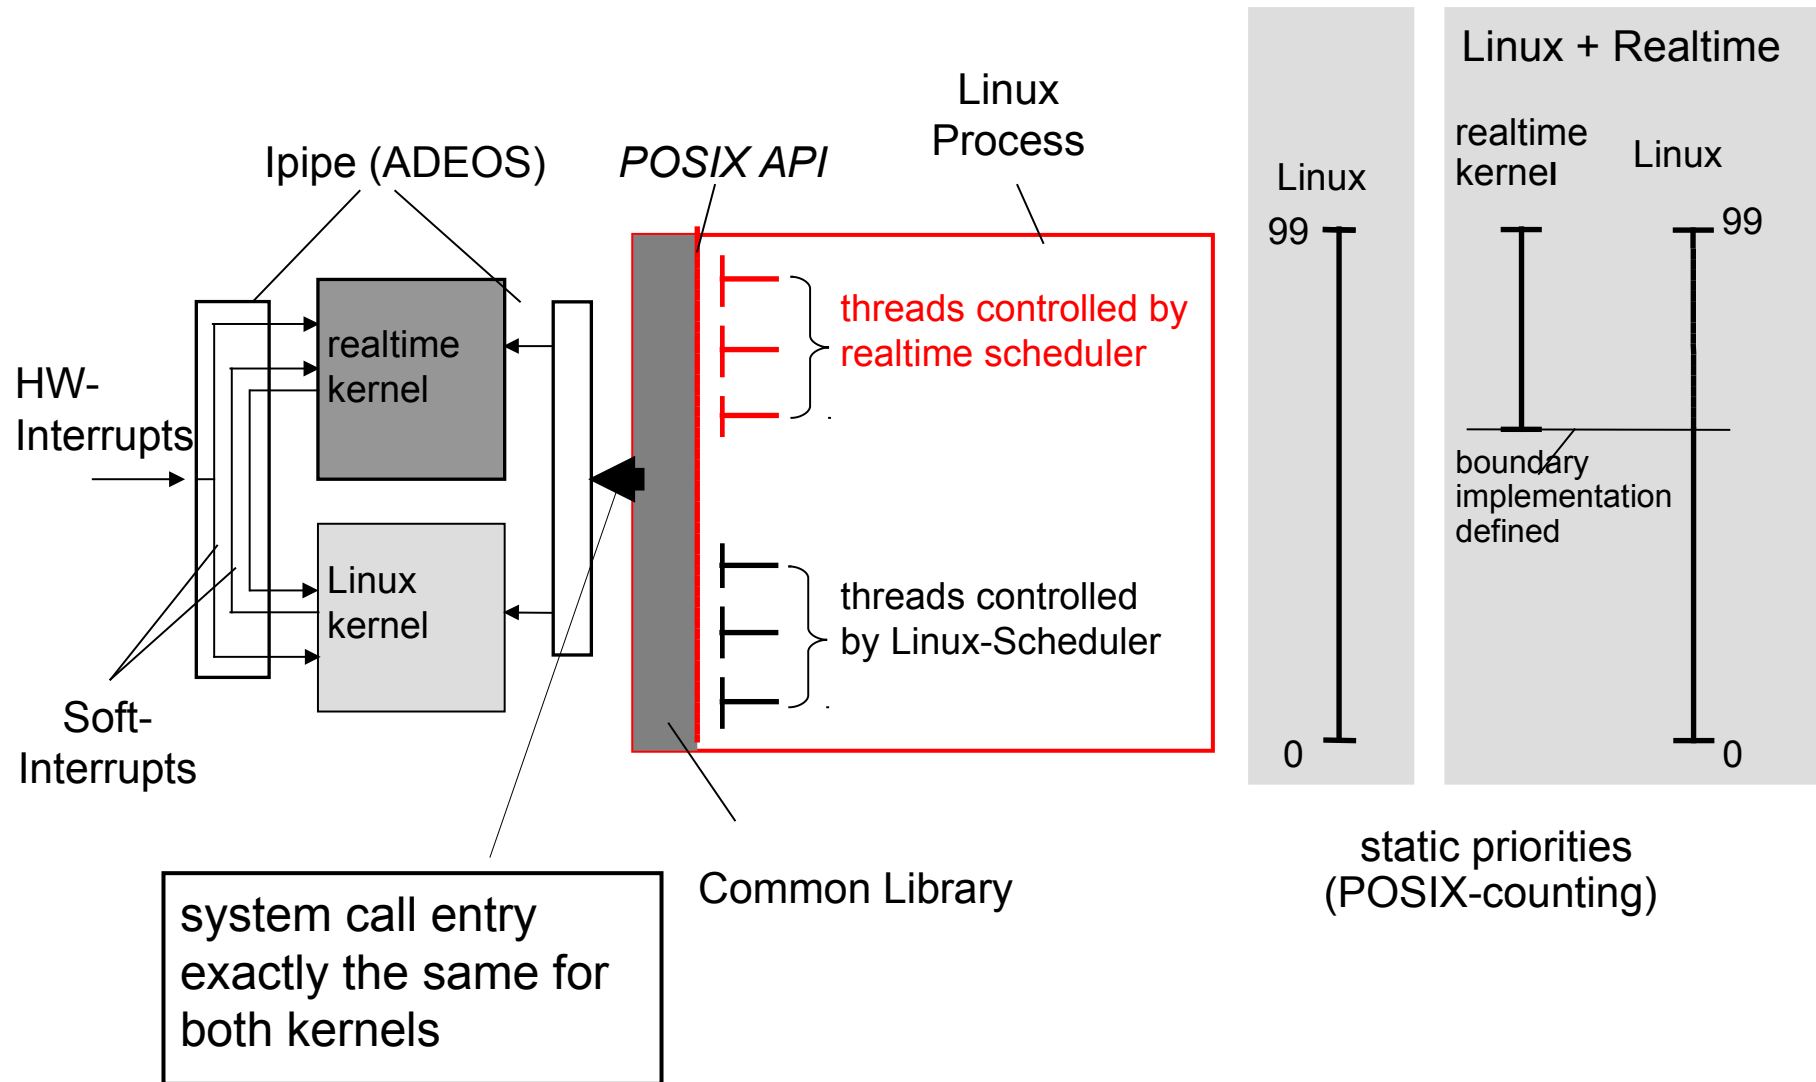 Ipipe (ADEOS)
POSIX API
Linux
Process
HW-
Interrupts
realtime
kernel
Linux
kernel
Soft-
Interrupts
threads controlled by
realtime scheduler
threads controlled
by Linux-Scheduler
system call entry
exactly the same for
both kernels
Common Library
Linux
99
0
Linux + Realtime
realtime
kernel
Linux
99
boundary
implementation
defined
0
static priorities
(POSIX-counting)